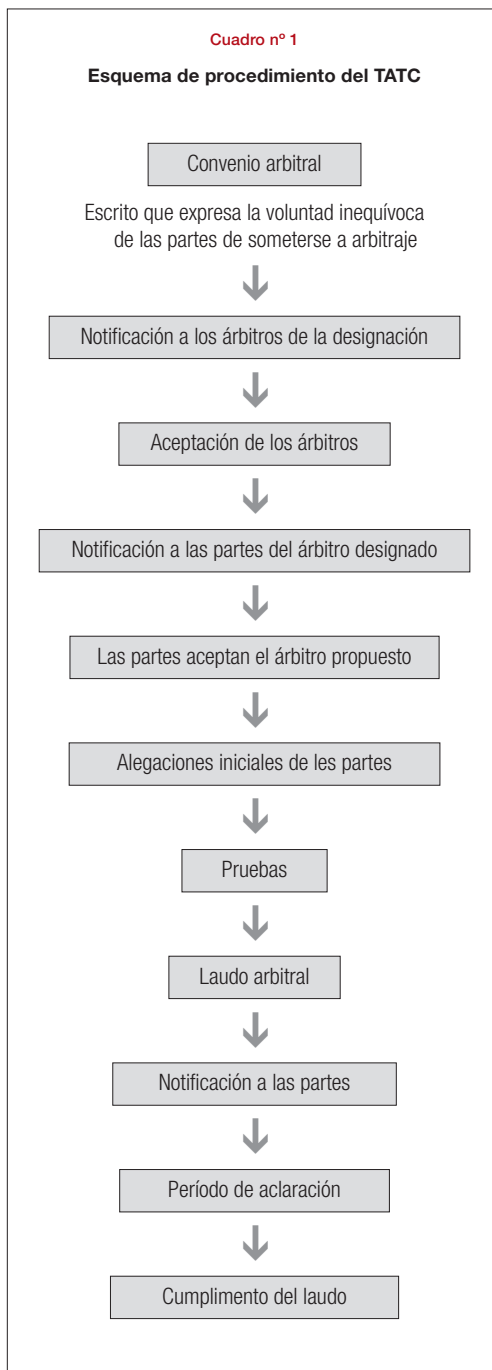 Cuadro nº 1
Esquema de procedimiento del TATC
Convenio arbitral
Escrito que expresa la voluntad inequívoca
de las partes de someterse a arbitraje
Notificación a los árbitros de la designación
Aceptación de los árbitros
Notificación a las partes del árbitro designado
Las partes aceptan el árbitro propuesto
Alegaciones iniciales de les partes
Pruebas
Laudo arbitral
Notificación a las partes
Período de aclaración
Cumplimento del laudo